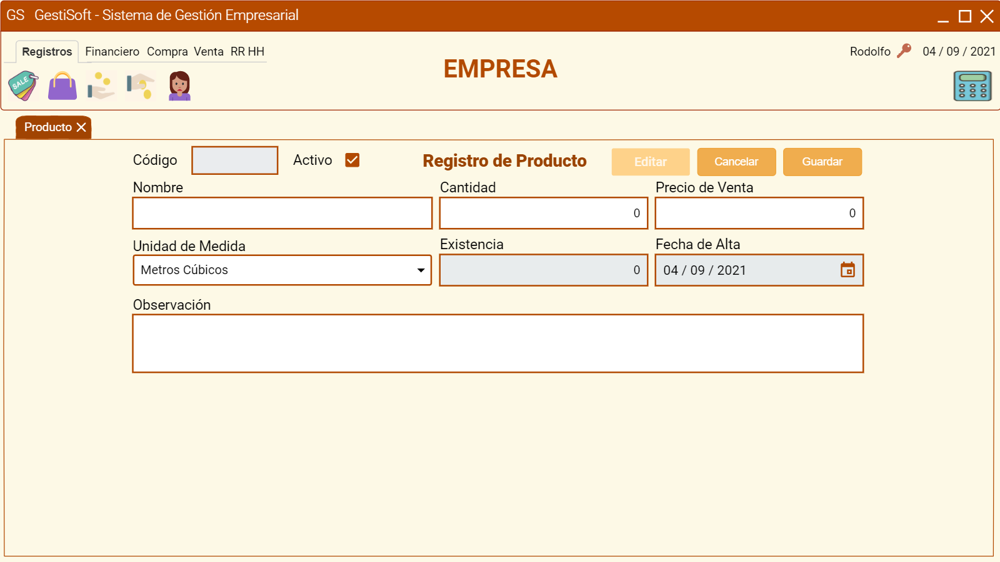 GS GestiSoft - Sistema de Gestión Empresarial
Registros Financiero Compra Venta RR HH
Rodolfo 04 / 09 / 2021
EMPRESA
SALE
Producto
Código Activo Registro de Producto Editar Cancelar Guardar
Nombre Cantidad Precio de Venta
0 0
Unidad de Medida Existencia Fecha de Alta
Metros Cúbicos 0 04 / 09 / 2021
Observación